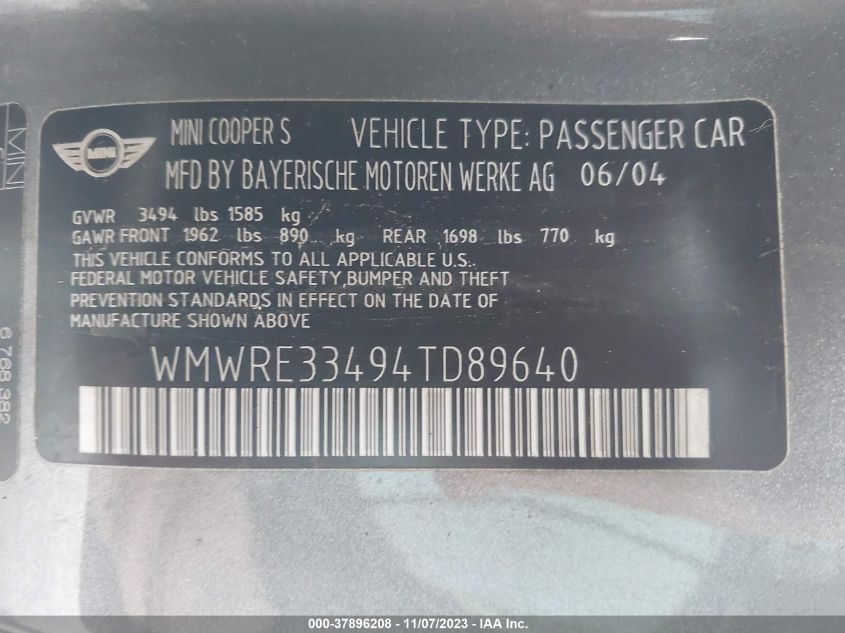 MINI
MINI COOPER S VEHICLE TYPE: PASSENGER CAR
MFD BY BAYERISCHE MOTOREN WERKE AG 06/04
GVWR 3494 lbs 1585 kg
GAWR FRONT 1962 lbs 890 kg REAR 1698 lbs 770 kg
THIS VEHICLE CONFORMS TO ALL APPLICABLE U.S.
FEDERAL MOTOR VEHICLE SAFETY,BUMPER AND THEFT
PREVENTION STANDARDS IN EFFECT ON THE DATE OF
MANUFACTURE SHOWN ABOVE
WMWRE33494TD89640
MINI
6 768 382
000-37896208 - 11/07/2023 - IAA Inc.